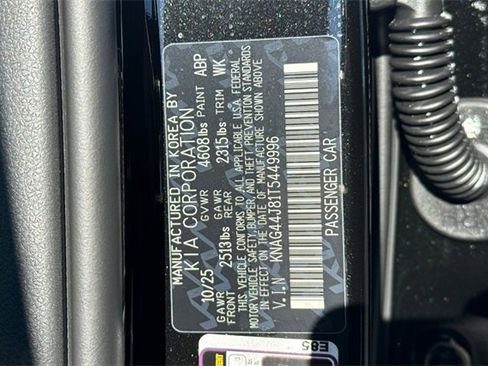 MANUFACTURED IN KOREA BY
KIA CORPORATION
10/25 GVWR 4608lbs PAINT ABP
GAWR FRONT 2513lbs GAWR REAR 2315lbs TRIM WK
THIS VEHICLE CONFORMS TO ALL APPLICABLE U.S.A FEDERAL
MOTOR VEHICLE SAFETY, BUMPER, AND THEFT PREVENTION STANDARDS
IN EFFECT ON THE DATE OF MANUFACTURE SHOWN ABOVE
V.I.N KNAG44J81T5449996
PASSENGER CAR
E85